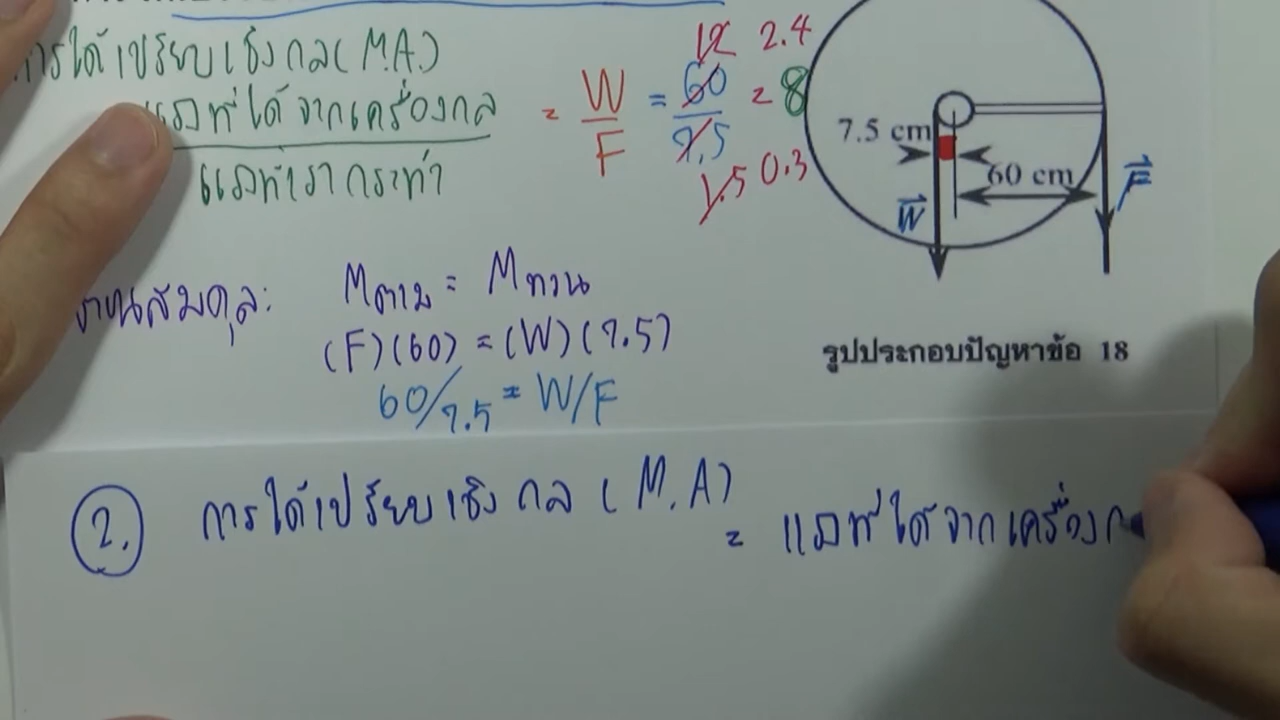 การได้เปรียบเชิงกล (M.A.)
แรงที่ได้จากเครื่องกล
แรงที่เรากระทำ
= W/F = 60/7.5 = 8
12 2.4
1.5 0.3
7.5 cm
60 cm
W
F
รูปประกอบปัญหาข้อ 18
งานสมดุล:
Mตาม = Mทวน
(F)(60) = (W)(7.5)
60/7.5 = W/F
2. การได้เปรียบเชิงกล (M.A)
= แรงที่ได้จากเครื่องก